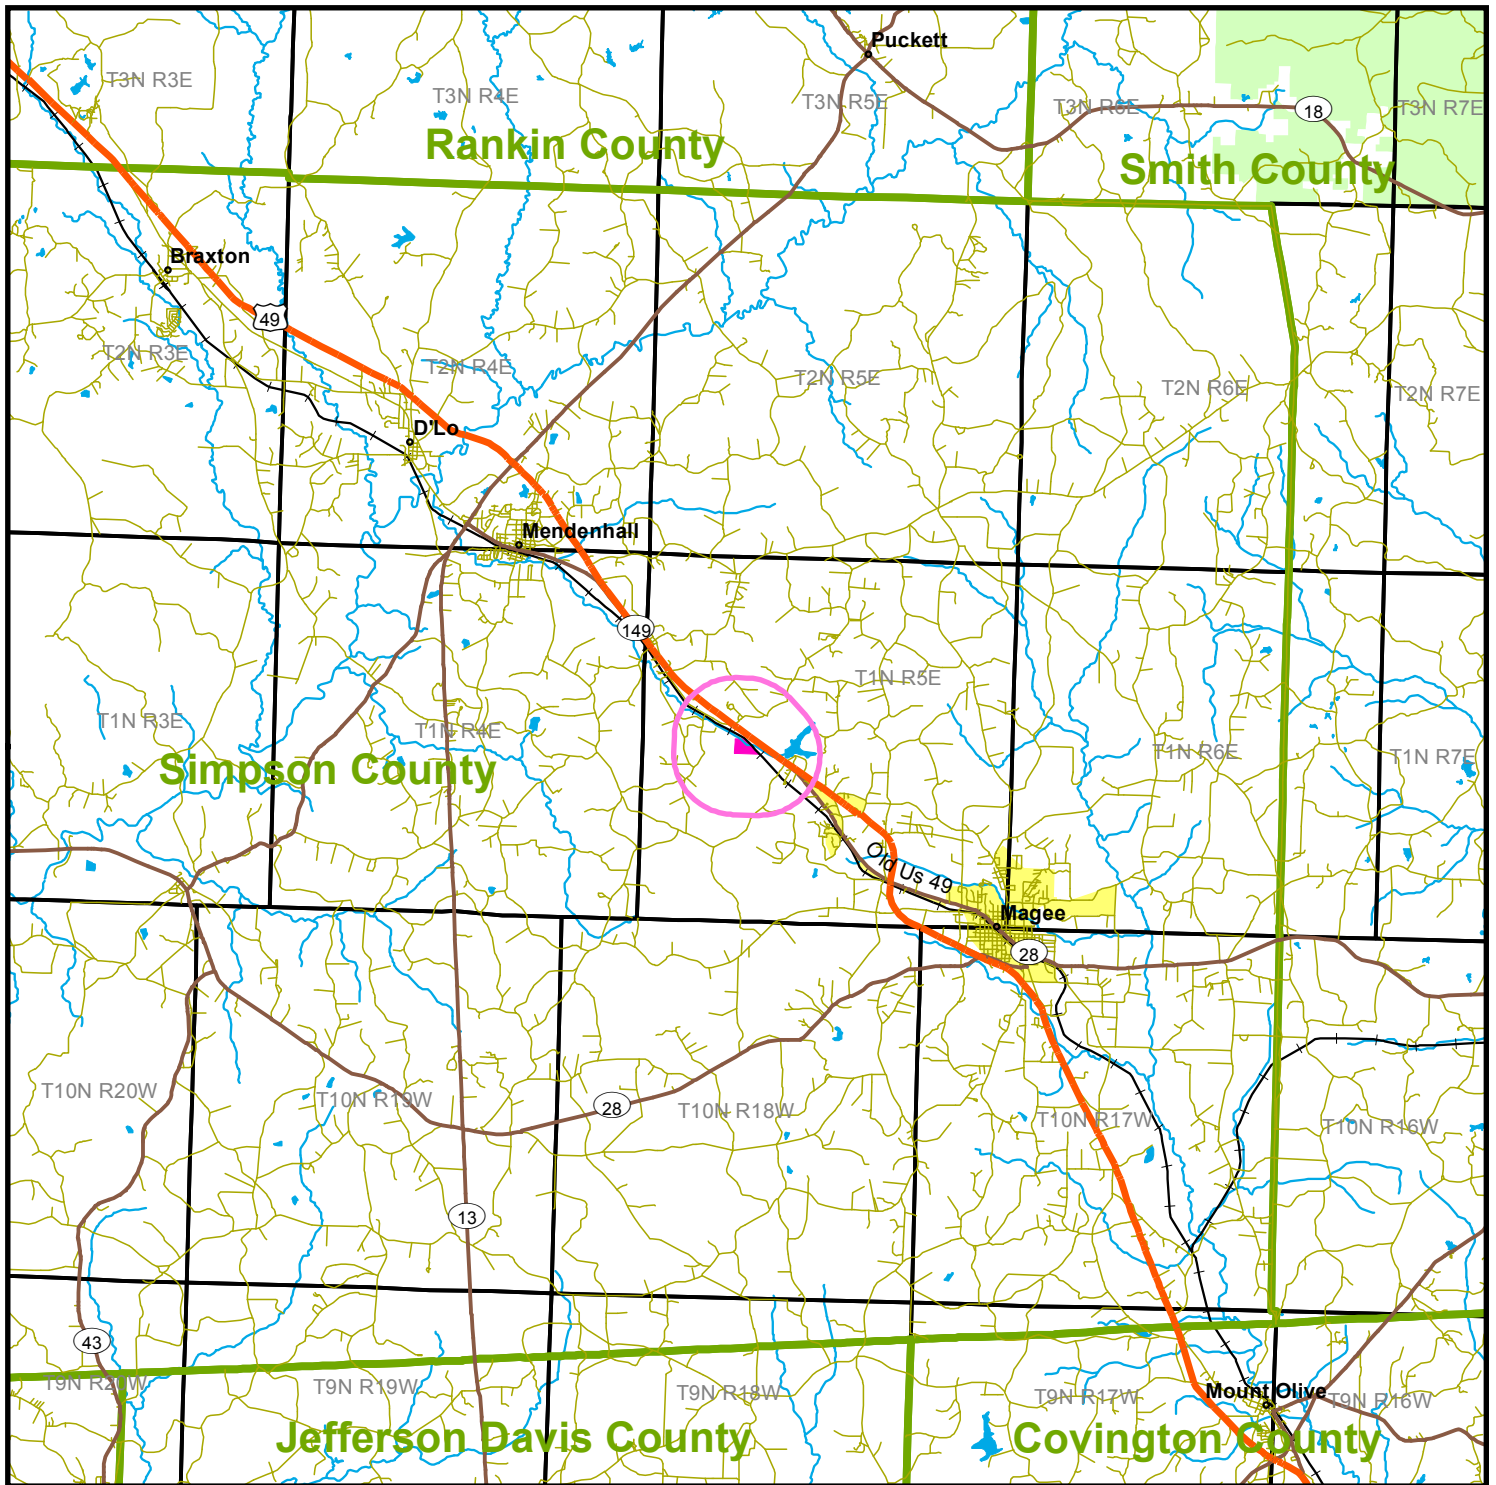 Puckett
T3N R3E
T3N R4E
T3N R5E
T3N R6E
18
T3N R7E
Rankin County
Smith County
Braxton
49
T2N R3E
T2N R4E
T2N R5E
T2N R6E
T2N R7E
D'Lo
Mendenhall
149
T1N R5E
T1N R3E
T1N R4E
T1N R6E
T1N R7E
Simpson County
Old Us 49
Magee
28
T10N R20W
T10N R19W
28
T10N R18W
T10N R17W
T10N R16W
13
43
T9N R20W
T9N R19W
T9N R18W
T9N R17W
Mount Olive
T9N R16W
Jefferson Davis County
Covington County